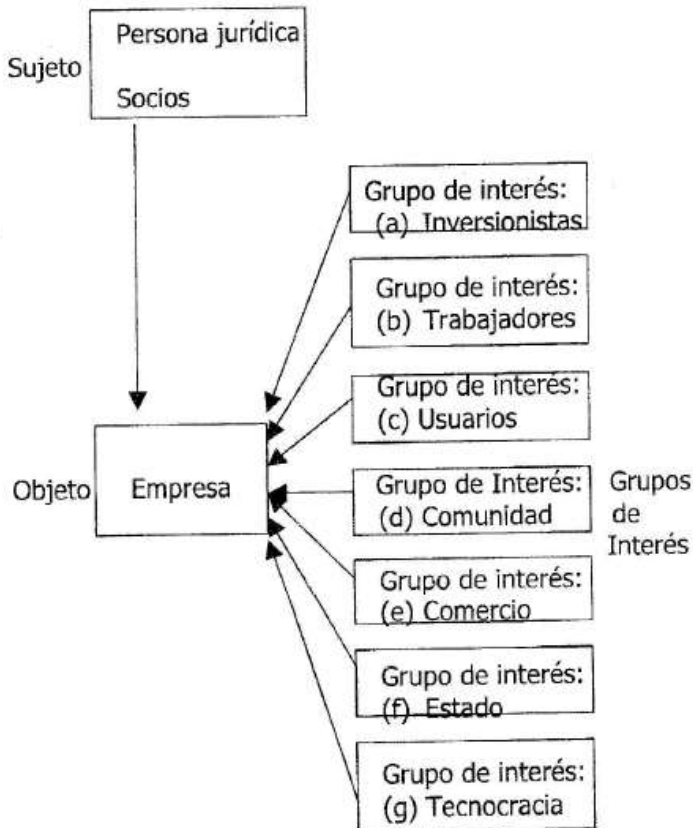 Sujeto
Persona jurídica
Socios
Grupo de interés:
(a) Inversionistas
Grupo de interés:
(b) Trabajadores
Grupo de interés:
(c) Usuarios
Objeto
Empresa
Grupo de Interés:
(d) Comunidad
Grupos
de
Interés
Grupo de interés:
(e) Comercio
Grupo de interés:
(f) Estado
Grupo de interés:
(g) Tecnocracia